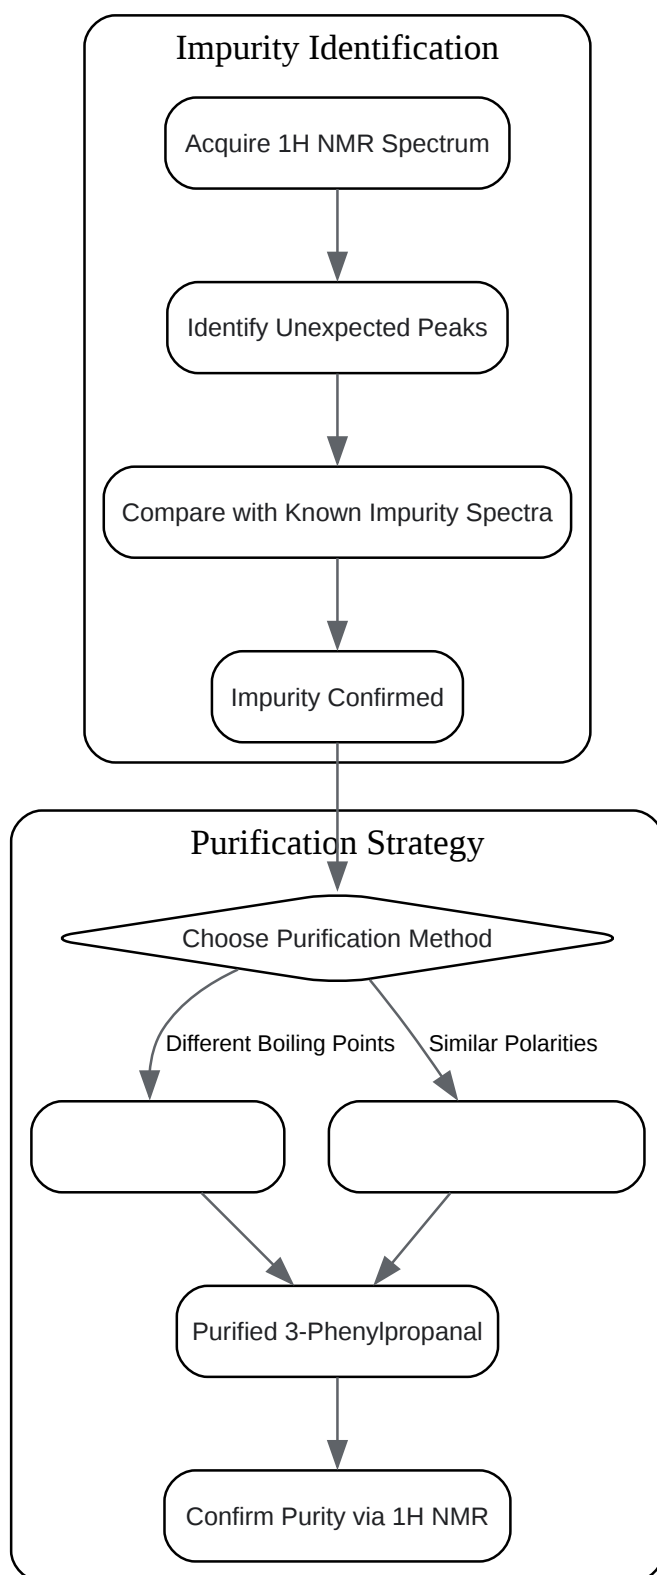 Impurity Identification
Acquire 1H NMR Spectrum
Identify Unexpected Peaks
Compare with Known Impurity Spectra
Impurity Confirmed
Purification Strategy
Choose Purification Method
Different Boiling Points
Similar Polarities
Purified 3-Phenylpropanal
Confirm Purity via 1H NMR